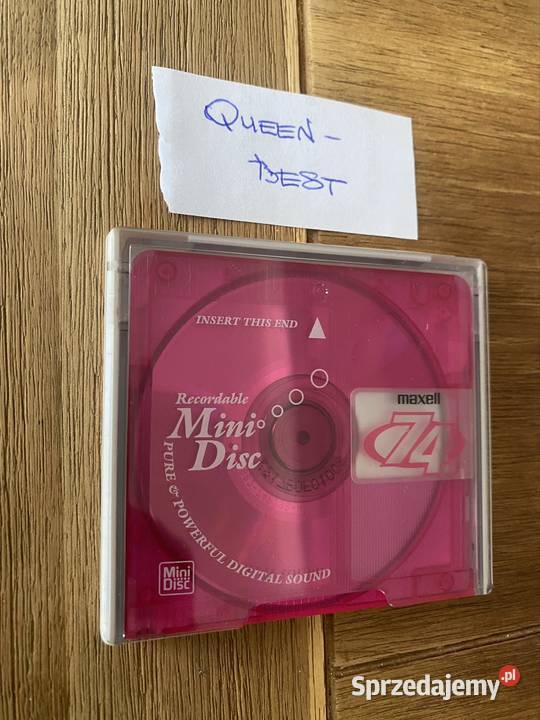 QUEEN -
BEST
INSERT THIS END
Recordable
Mini
Disc
maxell
74
PURE & POWERFUL DIGITAL SOUND
Mini
Disc
Sprzedajemy.pl